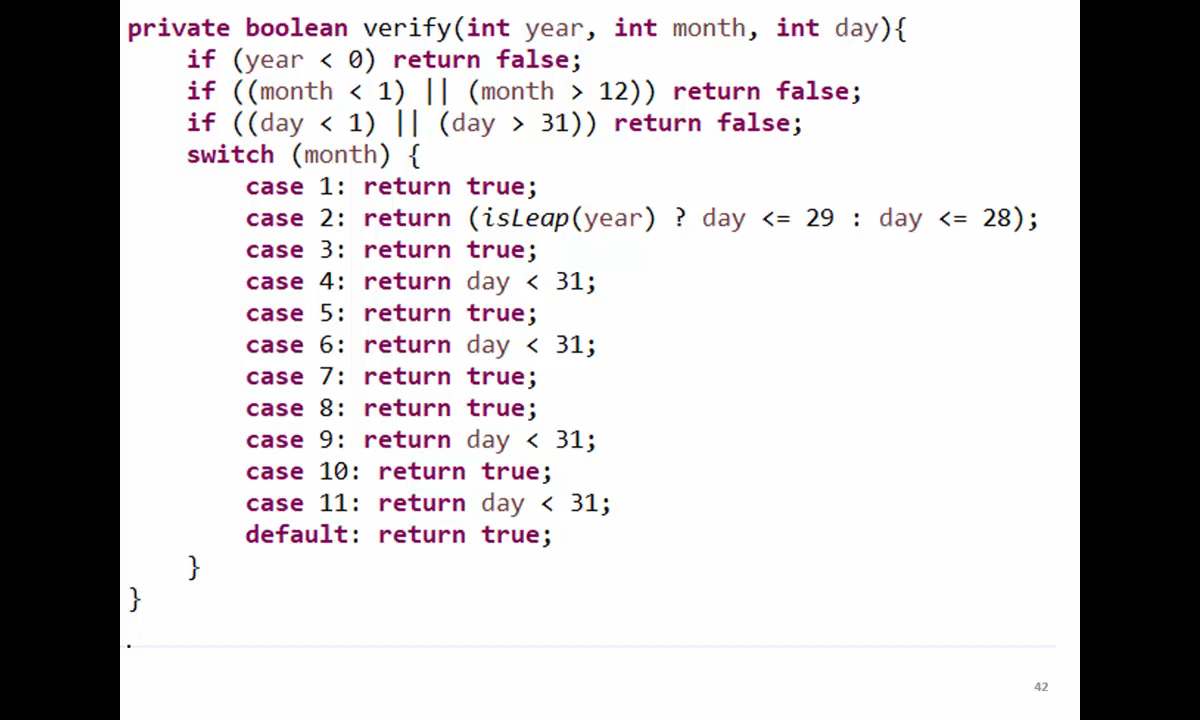 private boolean verify(int year, int month, int day){
    if (year < 0) return false;
    if ((month < 1) || (month > 12)) return false;
    if ((day < 1) || (day > 31)) return false;
    switch (month) {
        case 1: return true;
        case 2: return (isLeap(year) ? day <= 29 : day <= 28);
        case 3: return true;
        case 4: return day < 31;
        case 5: return true;
        case 6: return day < 31;
        case 7: return true;
        case 8: return true;
        case 9: return day < 31;
        case 10: return true;
        case 11: return day < 31;
        default: return true;
    }
}
.
42